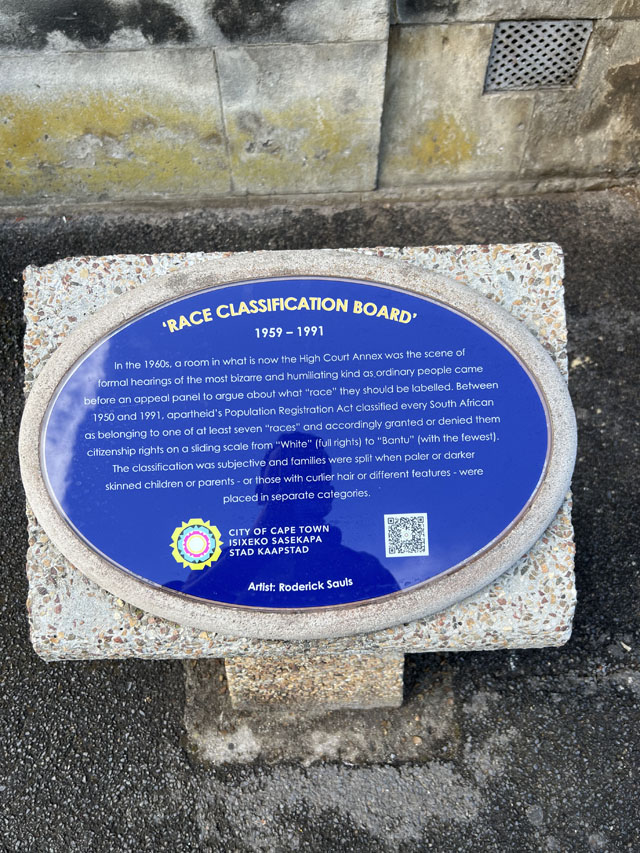 'RACE CLASSIFICATION BOARD'
1959 – 1991
In the 1960s, a room in what is now the High Court Annex was the scene of
formal hearings of the most bizarre and humiliating kind as ordinary people came
before an appeal panel to argue about what “race” they should be labelled. Between
1950 and 1991, apartheid's Population Registration Act classified every South African
as belonging to one of at least seven “races” and accordingly granted or denied them
citizenship rights on a sliding scale from “White” (full rights) to “Bantu” (with the fewest).
The classification was subjective and families were split when paler or darker
skinned children or parents - or those with curlier hair or different features - were
placed in separate categories.
CITY OF CAPE TOWN
ISIXEKO SASEKAPA
STAD KAAPSTAD
Artist: Roderick Sauls